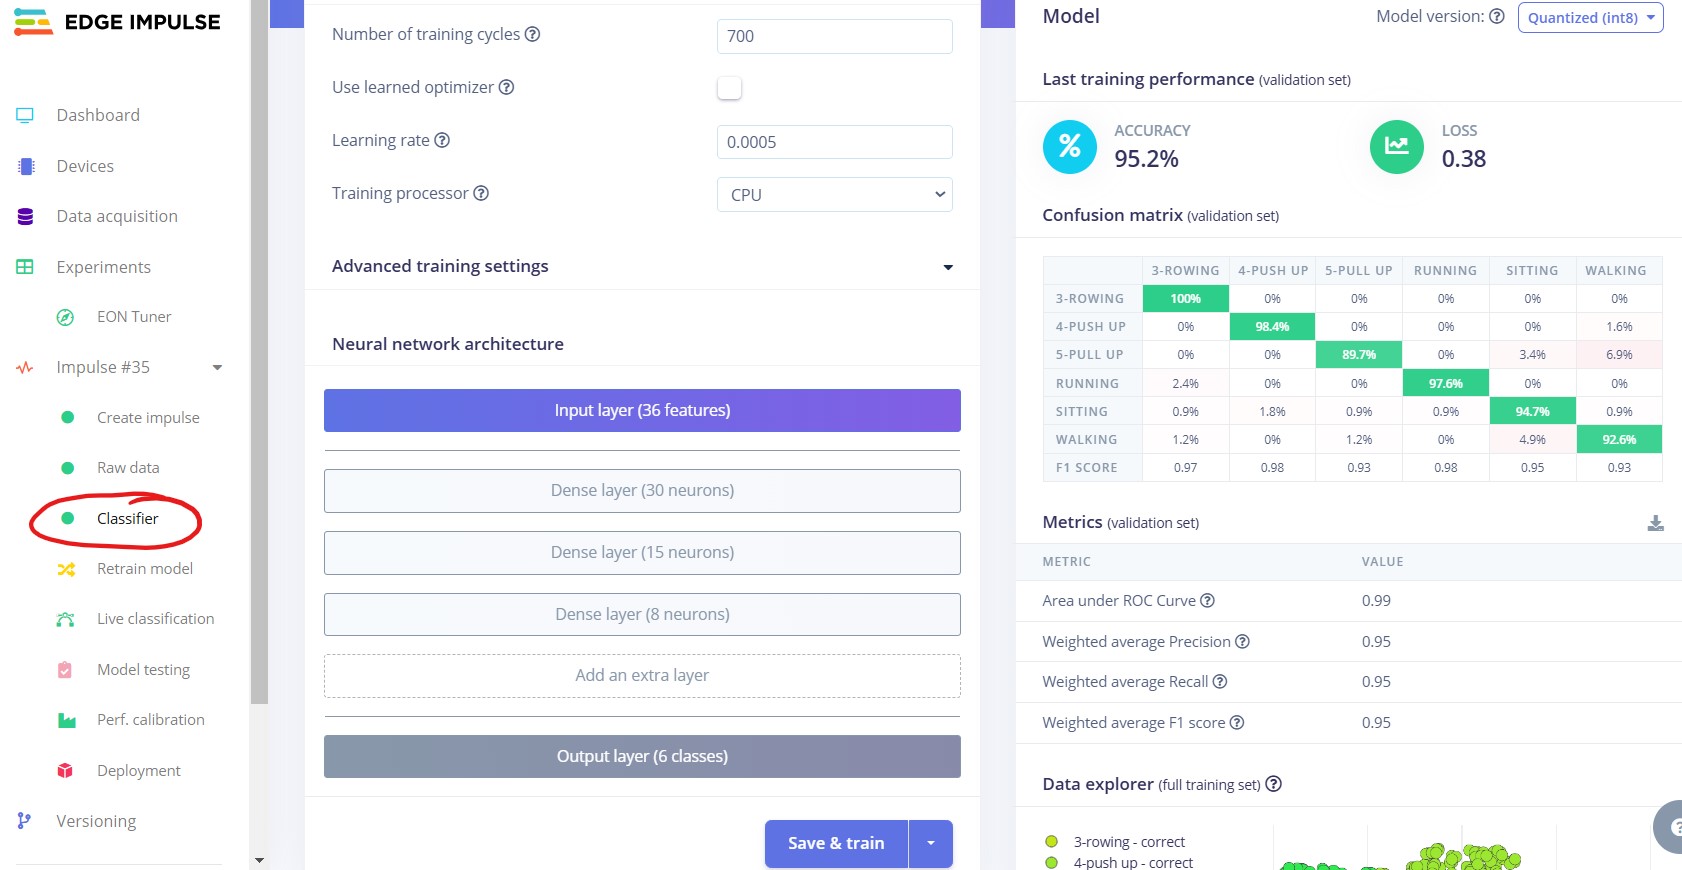 EDGE IMPULSE
Dashboard
Devices
Data acquisition
Experiments
EON Tuner
Impulse #35
Create impulse
Raw data
Classifier
Retrain model
Live classification
Model testing
Perf. calibration
Deployment
Versioning
Number of training cycles ?
700
Use learned optimizer ?
Learning rate ?
0.0005
Training processor ?
CPU
Advanced training settings
Neural network architecture
Input layer (36 features)
Dense layer (30 neurons)
Dense layer (15 neurons)
Dense layer (8 neurons)
Add an extra layer
Output layer (6 classes)
Save & train
Model
Model version: ? Quantized (int8)
Last training performance (validation set)
% ACCURACY
95.2%
LOSS
0.38
Confusion matrix (validation set)
3-ROWING 4-PUSH UP 5-PULL UP RUNNING SITTING WALKING
3-ROWING 100% 0% 0% 0% 0% 0%
4-PUSH UP 0% 98.4% 0% 0% 0% 1.6%
5-PULL UP 0% 0% 89.7% 0% 3.4% 6.9%
RUNNING 2.4% 0% 0% 97.6% 0% 0%
SITTING 0.9% 1.8% 0.9% 0.9% 94.7% 0.9%
WALKING 1.2% 0% 1.2% 0% 4.9% 92.6%
F1 SCORE 0.97 0.98 0.93 0.98 0.95 0.93
Metrics (validation set)
METRIC VALUE
Area under ROC Curve ? 0.99
Weighted average Precision ? 0.95
Weighted average Recall ? 0.95
Weighted average F1 score ? 0.95
Data explorer (full training set) ?
3-rowing - correct
4-push up - correct
?